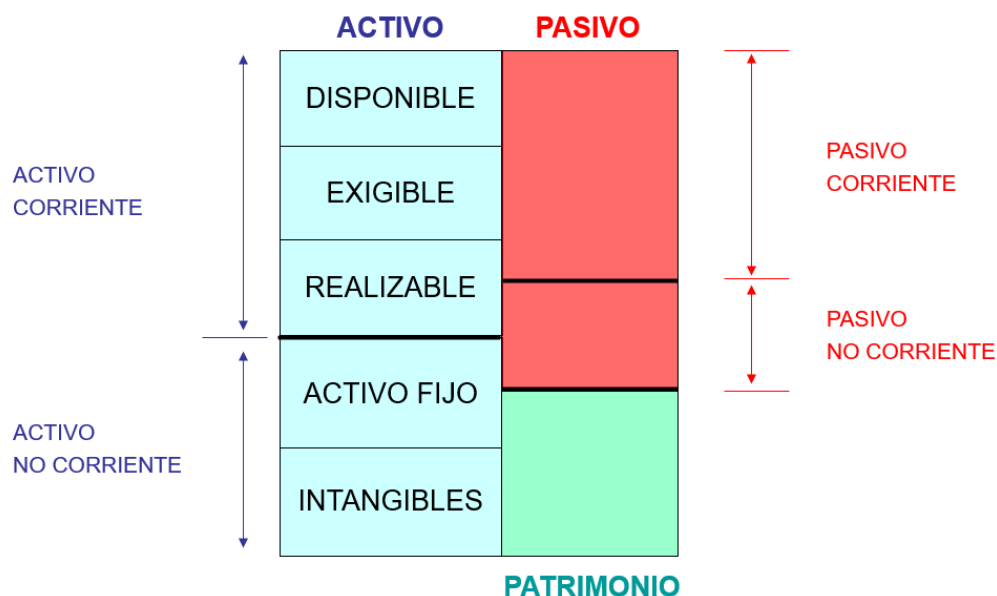 ACTIVO
PASIVO
DISPONIBLE
EXIGIBLE
REALIZABLE
ACTIVO FIJO
INTANGIBLES
ACTIVO
CORRIENTE
ACTIVO
NO CORRIENTE
PASIVO
CORRIENTE
PASIVO
NO CORRIENTE
PATRIMONIO